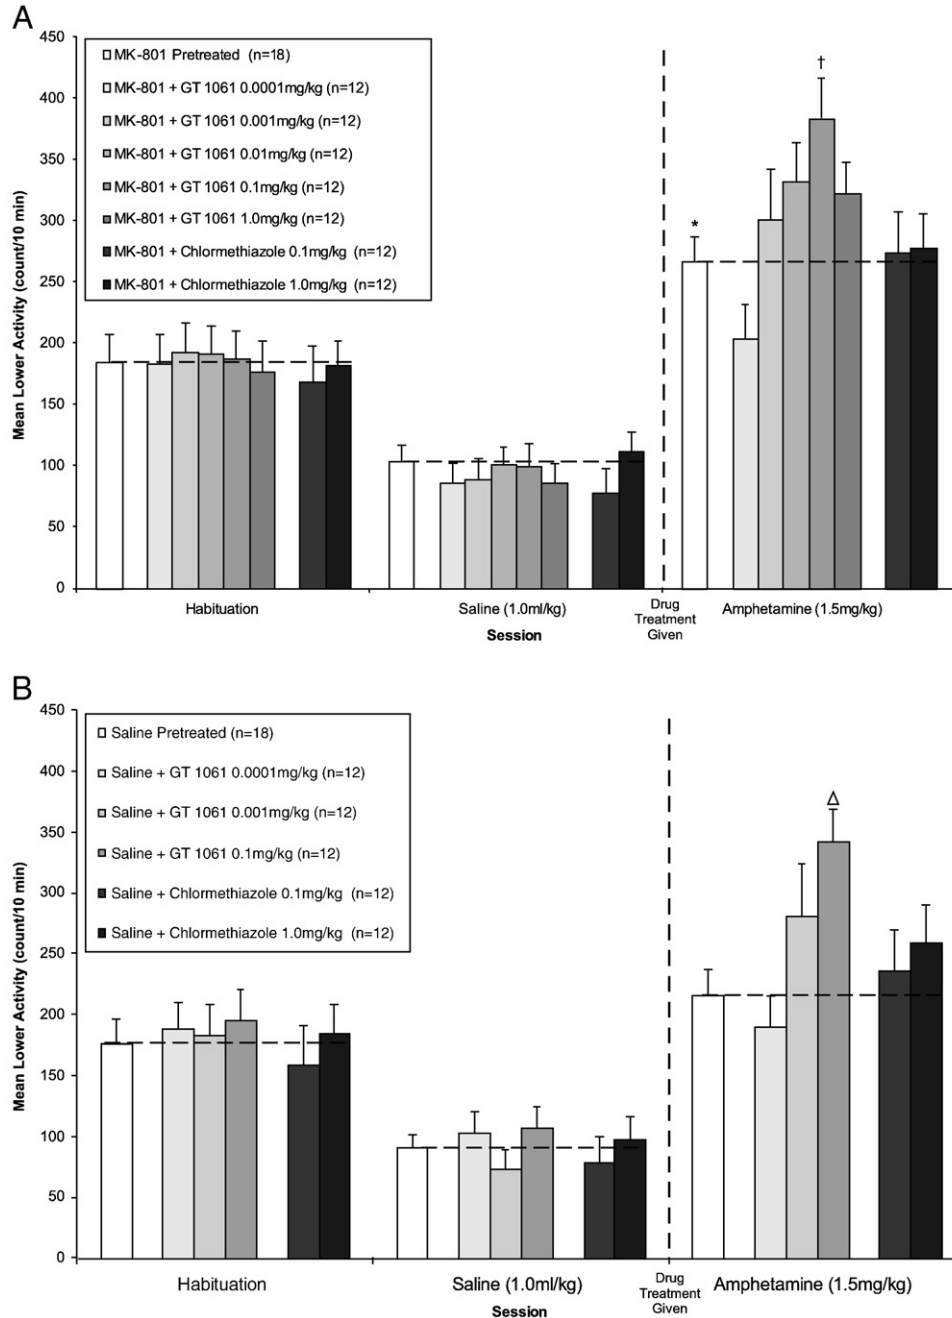 A
450
400
350
300
250
200
150
100
50
0
Mean Lower Activity (count/10 min)
MK-801 Pretreated (n=18)
MK-801 + GT 1061 0.0001mg/kg (n=12)
MK-801 + GT 1061 0.001mg/kg (n=12)
MK-801 + GT 1061 0.01mg/kg (n=12)
MK-801 + GT 1061 0.1mg/kg (n=12)
MK-801 + GT 1061 1.0mg/kg (n=12)
MK-801 + Chlormethiazole 0.1mg/kg (n=12)
MK-801 + Chlormethiazole 1.0mg/kg (n=12)
*
†
Habituation
Saline (1.0ml/kg)
Drug
Treatment
Given
Amphetamine (1.5mg/kg)
Session
B
450
400
350
300
250
200
150
100
50
0
Mean Lower Activity (count/10 min)
Saline Pretreated (n=18)
Saline + GT 1061 0.0001mg/kg (n=12)
Saline + GT 1061 0.001mg/kg (n=12)
Saline + GT 1061 0.1mg/kg (n=12)
Saline + Chlormethiazole 0.1mg/kg (n=12)
Saline + Chlormethiazole 1.0mg/kg (n=12)
Δ
Habituation
Saline (1.0ml/kg)
Drug
Treatment
Given
Amphetamine (1.5mg/kg)
Session